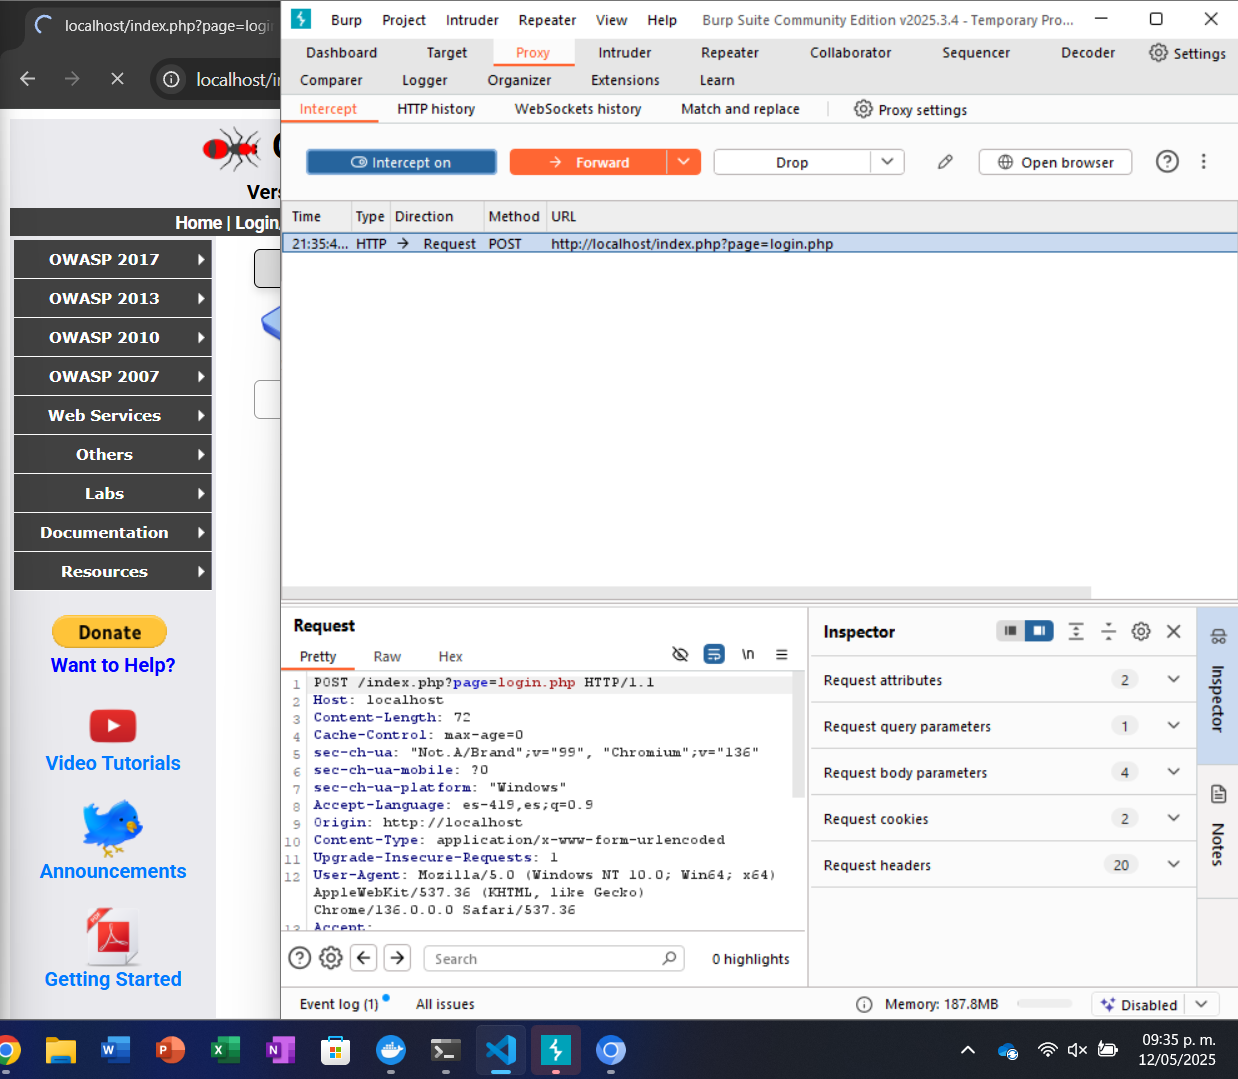 localhost/index.php?page=logi
localhost/i
Vers
Home | Login
OWASP 2017
OWASP 2013
OWASP 2010
OWASP 2007
Web Services
Others
Labs
Documentation
Resources
Donate
Want to Help?
Video Tutorials
Announcements
PDF
Getting Started
Burp Project Intruder Repeater View Help Burp Suite Community Edition v2025.3.4 - Temporary Pro...
Dashboard Target Proxy Intruder Repeater Collaborator Sequencer Decoder Settings
Comparer Logger Organizer Extensions Learn
Intercept HTTP history WebSockets history Match and replace Proxy settings
Intercept on Forward Drop Open browser
Time Type Direction Method URL
21:35:4... HTTP → Request POST http://localhost/index.php?page=login.php
Request
Pretty Raw Hex \n
1 POST /index.php?page=login.php HTTP/1.1
2 Host: localhost
3 Content-Length: 72
4 Cache-Control: max-age=0
5 sec-ch-ua: "Not.A/Brand";v="99", "Chromium";v="136"
6 sec-ch-ua-mobile: ?0
7 sec-ch-ua-platform: "Windows"
8 Accept-Language: es-419,es;q=0.9
9 Origin: http://localhost
10 Content-Type: application/x-www-form-urlencoded
11 Upgrade-Insecure-Requests: 1
12 User-Agent: Mozilla/5.0 (Windows NT 10.0; Win64; x64)
AppleWebKit/537.36 (KHTML, like Gecko)
Chrome/136.0.0.0 Safari/537.36
13 Accept:
Search 0 highlights
Inspector
Request attributes 2
Request query parameters 1
Request body parameters 4
Request cookies 2
Request headers 20
Inspector
Notes
Event log (1) All issues Memory: 187.8MB Disabled
09:35 p. m.
12/05/2025